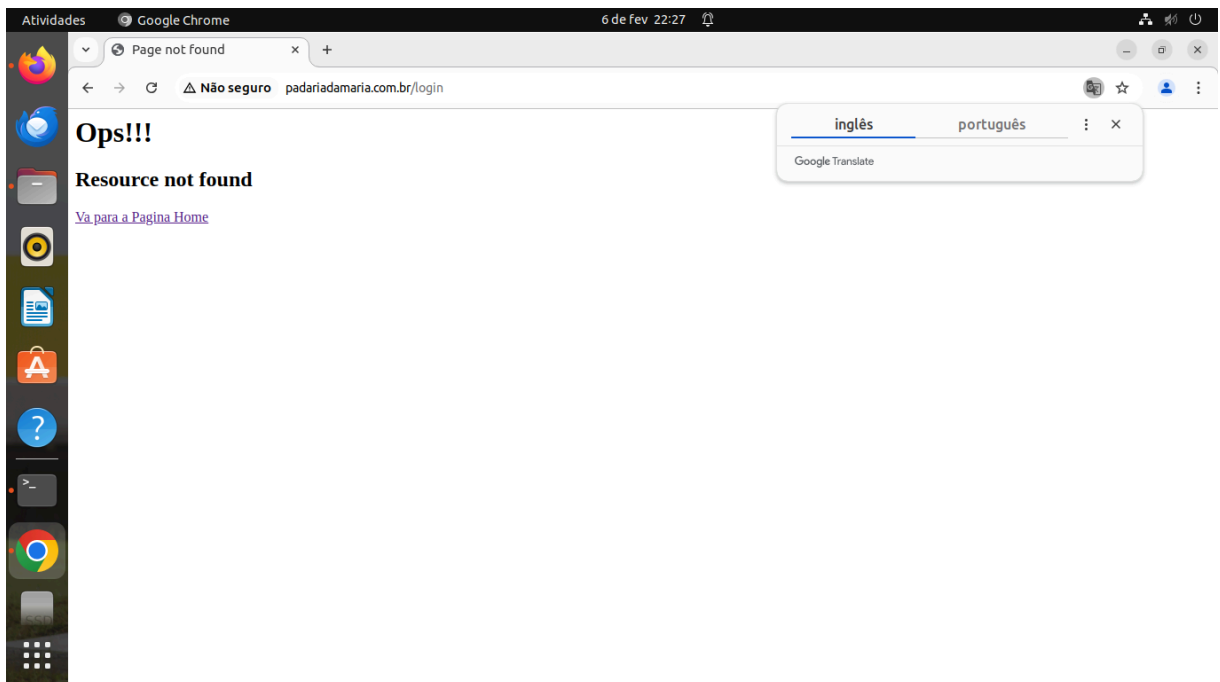 Atividades Google Chrome 6 de fev 22:27
Page not found
Não seguro padariadamaria.com.br/login
inglês português
Google Translate
Ops!!!
Resource not found
Va para a Pagina Home